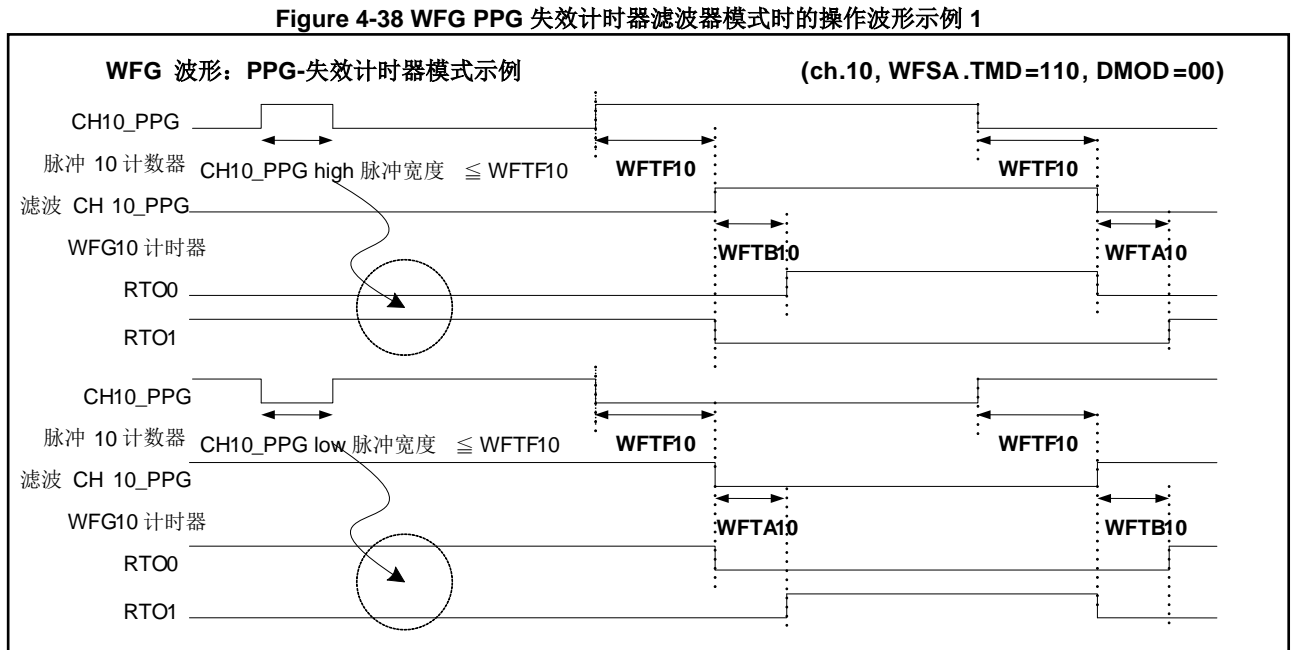 Figure 4-38 WFG PPG 失效计时器滤波器模式时的操作波形示例 1
WFG 波形：PPG-失效计时器模式示例 (ch.10, WFSA.TMD=110, DMOD=00)
CH10_PPG
脉冲 10 计数器 CH10_PPG high 脉冲宽度 ≦ WFTF10 WFTF10 WFTF10
滤波 CH 10_PPG
WFG10 计时器 WFTB10 WFTA10
RTO0
RTO1
CH10_PPG
脉冲 10 计数器 CH10_PPG low 脉冲宽度 ≦ WFTF10 WFTF10 WFTF10
滤波 CH 10_PPG
WFG10 计时器 WFTA10 WFTB10
RTO0
RTO1